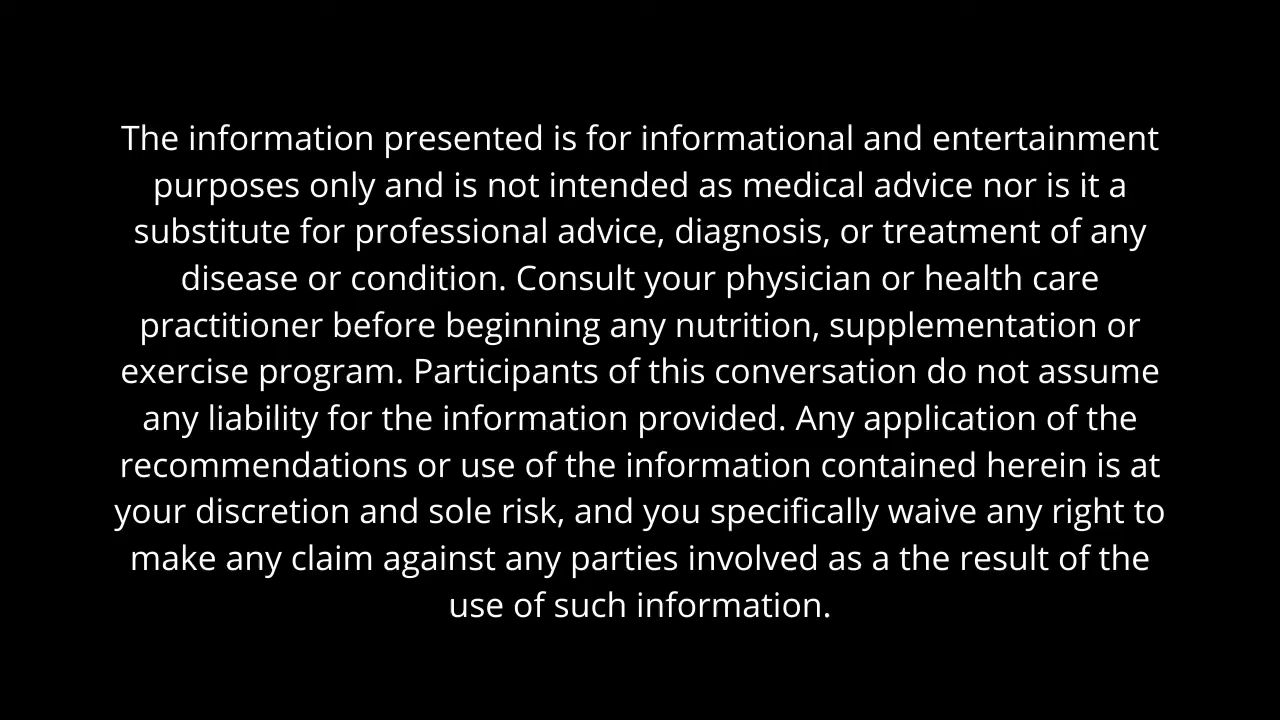 The information presented is for informational and entertainment
purposes only and is not intended as medical advice nor is it a
substitute for professional advice, diagnosis, or treatment of any
disease or condition. Consult your physician or health care
practitioner before beginning any nutrition, supplementation or
exercise program. Participants of this conversation do not assume
any liability for the information provided. Any application of the
recommendations or use of the information contained herein is at
your discretion and sole risk, and you specifically waive any right to
make any claim against any parties involved as a the result of the
use of such information.